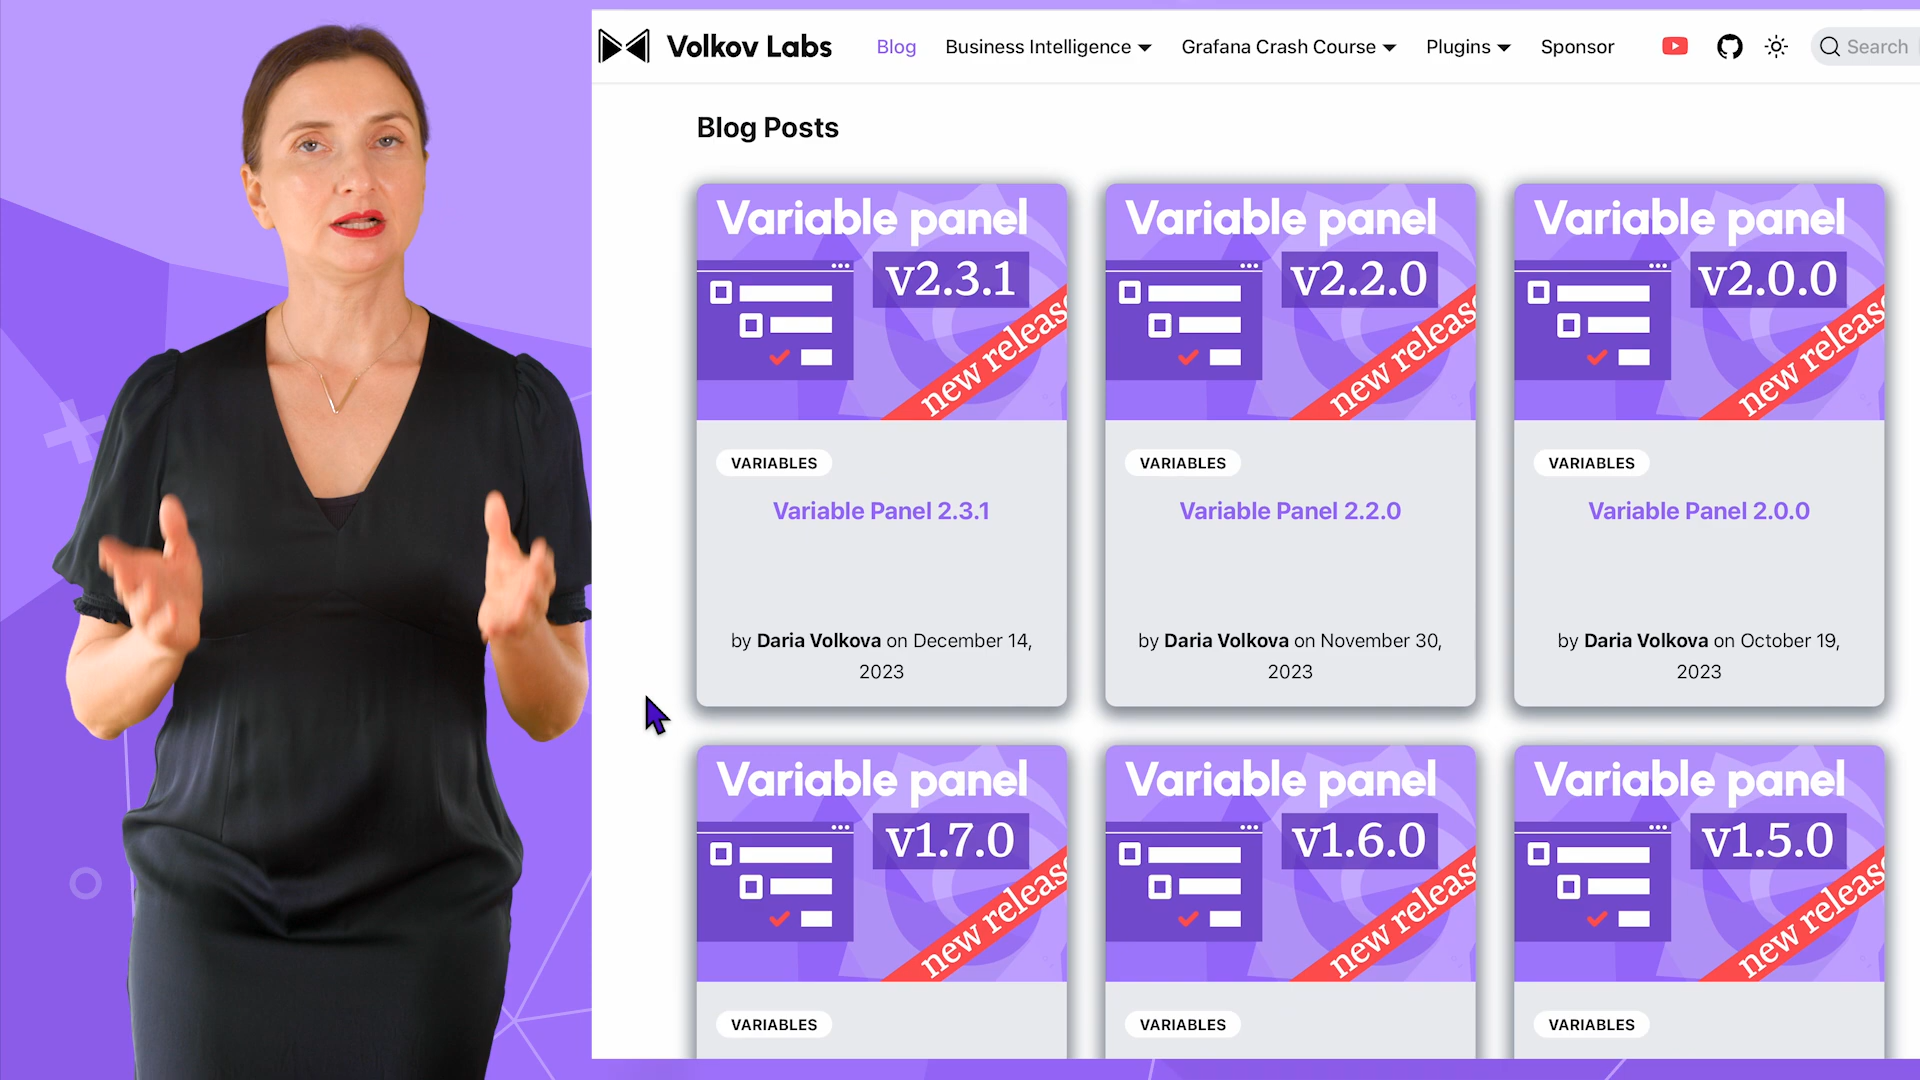 Volkov Labs
Blog
Business Intelligence
Grafana Crash Course
Plugins
Sponsor
Search
Blog Posts
Variable panel
v2.3.1
new releas
VARIABLES
Variable Panel 2.3.1
by Daria Volkova on December 14,
2023
Variable panel
v2.2.0
new releas
VARIABLES
Variable Panel 2.2.0
by Daria Volkova on November 30,
2023
Variable panel
v2.0.0
new releas
VARIABLES
Variable Panel 2.0.0
by Daria Volkova on October 19,
2023
Variable panel
v1.7.0
new releas
VARIABLES
Variable panel
v1.6.0
new releas
VARIABLES
Variable panel
v1.5.0
new releas
VARIABLES